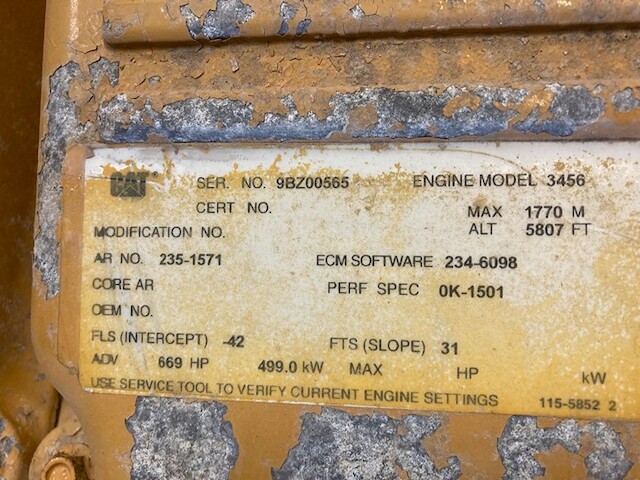 CAT SER. NO. 9BZ00565 ENGINE MODEL 3456
CERT NO. MAX 1770 M
MODIFICATION NO. ALT 5807 FT
AR NO. 235-1571 ECM SOFTWARE 234-6098
CORE AR PERF SPEC 0K-1501
OEM NO.
FLS (INTERCEPT) -42 FTS (SLOPE) 31
ADV 669 HP 499.0 kW MAX HP kW
USE SERVICE TOOL TO VERIFY CURRENT ENGINE SETTINGS 115-5852 2